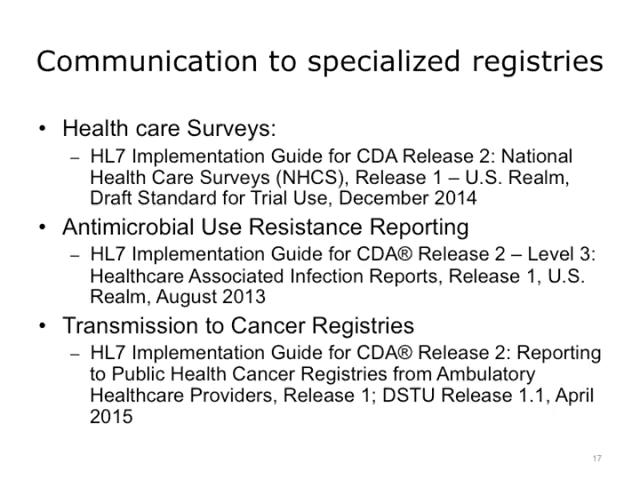 Communication to specialized registries
• Health care Surveys:
– HL7 Implementation Guide for CDA Release 2: National
Health Care Surveys (NHCS), Release 1 – U.S. Realm,
Draft Standard for Trial Use, December 2014
• Antimicrobial Use Resistance Reporting
– HL7 Implementation Guide for CDA® Release 2 – Level 3:
Healthcare Associated Infection Reports, Release 1, U.S.
Realm, August 2013
• Transmission to Cancer Registries
– HL7 Implementation Guide for CDA® Release 2: Reporting
to Public Health Cancer Registries from Ambulatory
Healthcare Providers, Release 1; DSTU Release 1.1, April
2015
17